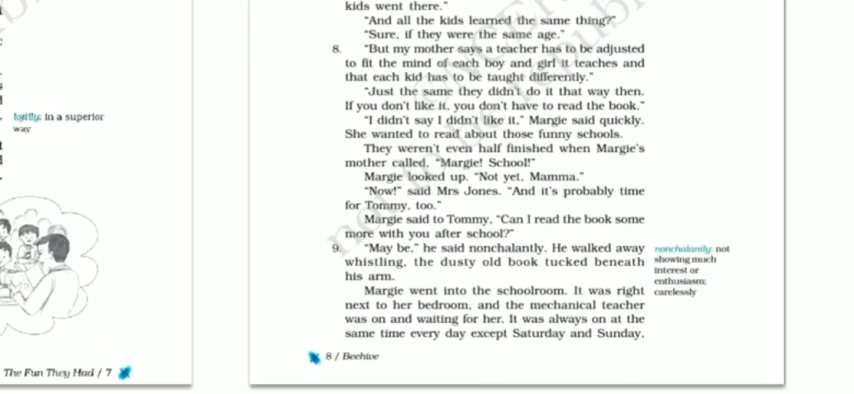 loftily: in a superior
way
The Fun They Had / 7
kids went there."
"And all the kids learned the same thing?"
"Sure, if they were the same age."
8. "But my mother says a teacher has to be adjusted
to fit the mind of each boy and girl it teaches and
that each kid has to be taught differently."
"Just the same they didn't do it that way then.
If you don't like it, you don't have to read the book."
"I didn't say I didn't like it," Margie said quickly.
She wanted to read about those funny schools.
They weren't even half finished when Margie's
mother called, "Margie! School!"
Margie looked up. "Not yet, Mamma."
"Now!" said Mrs Jones. "And it's probably time
for Tommy, too."
Margie said to Tommy, "Can I read the book some
more with you after school?"
9. "May be," he said nonchalantly. He walked away
whistling, the dusty old book tucked beneath
his arm.
Margie went into the schoolroom. It was right
next to her bedroom, and the mechanical teacher
was on and waiting for her. It was always on at the
same time every day except Saturday and Sunday,
nonchalantly: not
showing much
interest or
enthusiasm;
carelessly
8 / Beehive